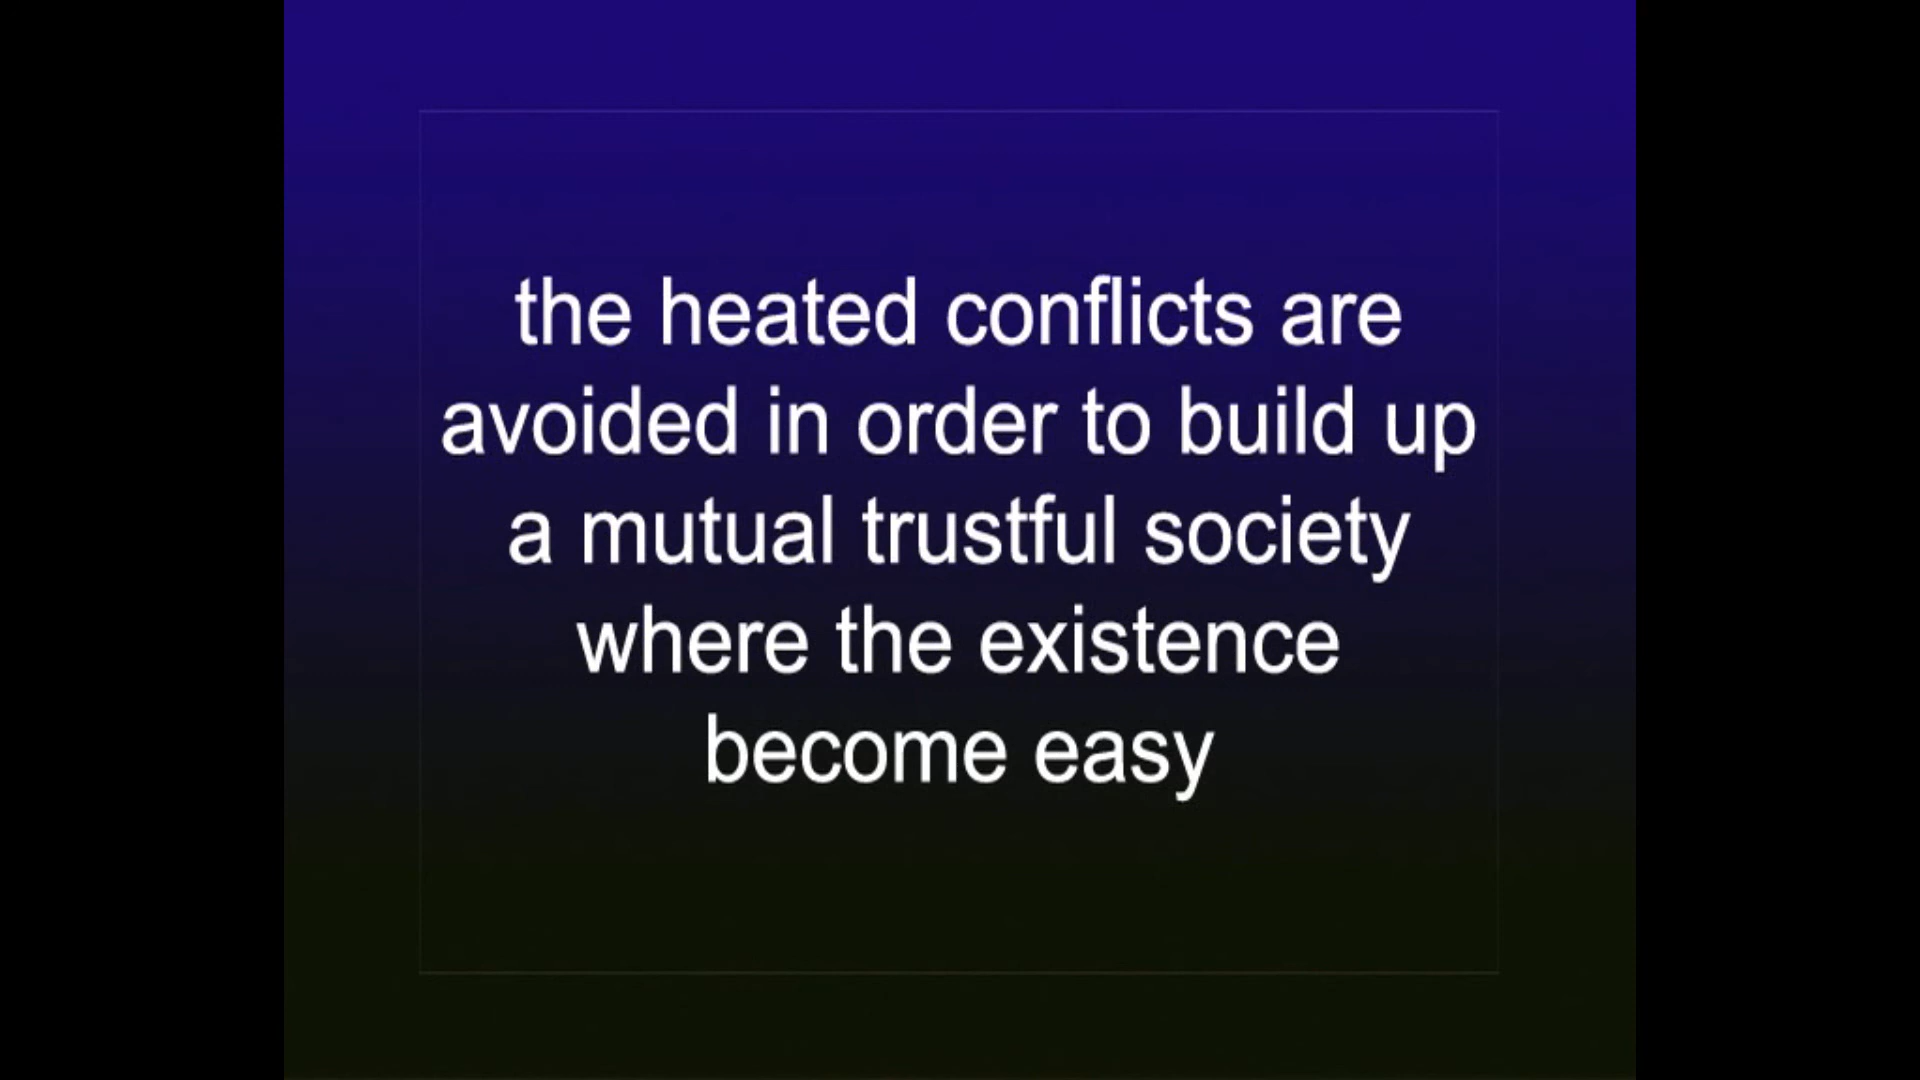 the heated conflicts are
avoided in order to build up
a mutual trustful society
where the existence
become easy